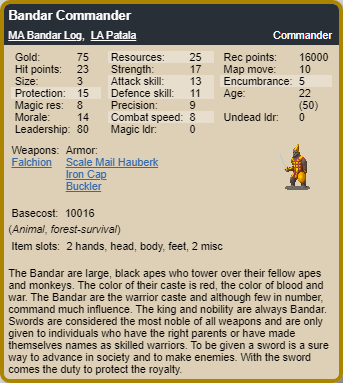 Bandar Commander
MA Bandar Log, LA Patala Commander
Gold: 75 Resources: 25 Rec points: 16000
Hit points: 23 Strength: 17 Map move: 10
Size: 3 Attack skill: 13 Encumbrance: 5
Protection: 15 Defence skill: 11 Age: 22
Magic res: 8 Precision: 9 (50)
Morale: 14 Combat speed: 8 Undead ldr: 0
Leadership: 80 Magic ldr: 0
Weapons: Armor:
Falchion Scale Mail Hauberk
Iron Cap
Buckler
Basecost: 10016
(Animal, forest-survival)
Item slots: 2 hands, head, body, feet, 2 misc
The Bandar are large, black apes who tower over their fellow apes
and monkeys. The color of their caste is red, the color of blood and
war. The Bandar are the warrior caste and although few in number,
command much influence. The king and nobility are always Bandar.
Swords are considered the most noble of all weapons and are only
given to individuals who have the right parents or have made
themselves names as skilled warriors. To be given a sword is a sure
way to advance in society and to make enemies. With the sword
comes the duty to protect the royalty.